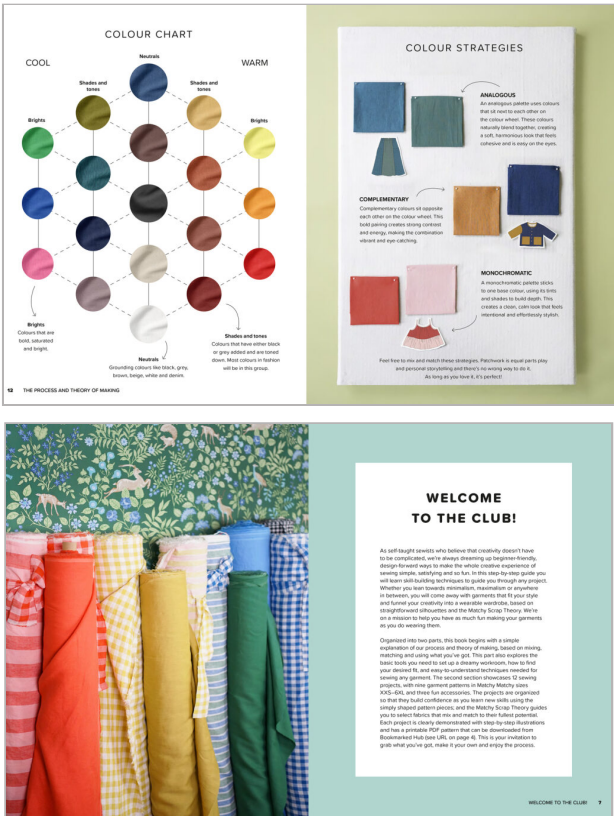 COLOUR CHART
COOL
Neutrals
WARM
Shades and
tones
Shades and
tones
Brights
Brights
Brights
Colours that are
bold, saturated
and bright.
Neutrals
Grounding colours like black, grey,
brown, beige, white and denim.
Shades and tones
Colours that have either black
or grey added and are toned
down. Most colours in fashion
will be in this group.
12 THE PROCESS AND THEORY OF MAKING
COLOUR STRATEGIES
ANALOGOUS
An analogous palette uses colours
that sit next to each other on
the colour wheel. These colours
naturally blend together, creating
a soft, harmonious look that feels
cohesive and is easy on the eyes.
COMPLEMENTARY
Complementary colours sit opposite
each other on the colour wheel. This
bold pairing creates strong contrast
and energy, making the combination
vibrant and eye-catching.
MONOCHROMATIC
A monochromatic palette sticks
to one base colour, using its tints
and shades to build depth. This
creates a clean, calm look that feels
intentional and effortlessly stylish.
Feel free to mix and match these strategies. Patchwork is equal parts play
and personal storytelling and there's no wrong way to do it.
As long as you love it, it's perfect!
WELCOME
TO THE CLUB!
As self-taught sewists who believe that creativity doesn't have
to be complicated, we're always dreaming up beginner-friendly,
design-forward ways to make the whole creative experience of
sewing simple, satisfying and so fun. In this step-by-step guide you
will learn skill-building techniques to guide you through any project.
Whether you lean towards minimalism, maximalism or anywhere
in between, you will come away with garments that fit your style
and funnel your creativity into a wearable wardrobe, based on
straightforward silhouettes and the Matchy Scrap Theory. We're
on a mission to help you have as much fun making your garments
as you do wearing them.
Organized into two parts, this book begins with a simple
explanation of our process and theory of making, based on mixing,
matching and using what you've got. This part also explores the
basic tools you need to set up a dreamy workroom, how to find
your desired fit, and easy-to-understand techniques needed for
sewing any garment. The second section showcases 12 sewing
projects, with nine garment patterns in Matchy Matchy sizes
XXS–6XL and three fun accessories. The projects are organized
so that they build confidence as you learn new skills using the
simply shaped pattern pieces, and the Matchy Scrap Theory guides
you to select fabrics that mix and match to their fullest potential.
Each project is clearly demonstrated with step-by-step illustrations
and has a printable PDF pattern that can be downloaded from
Bookmarked Hub (see URL on page 4). This is your invitation to
grab what you've got, make it your own and enjoy the process.
WELCOME TO THE CLUB! 7